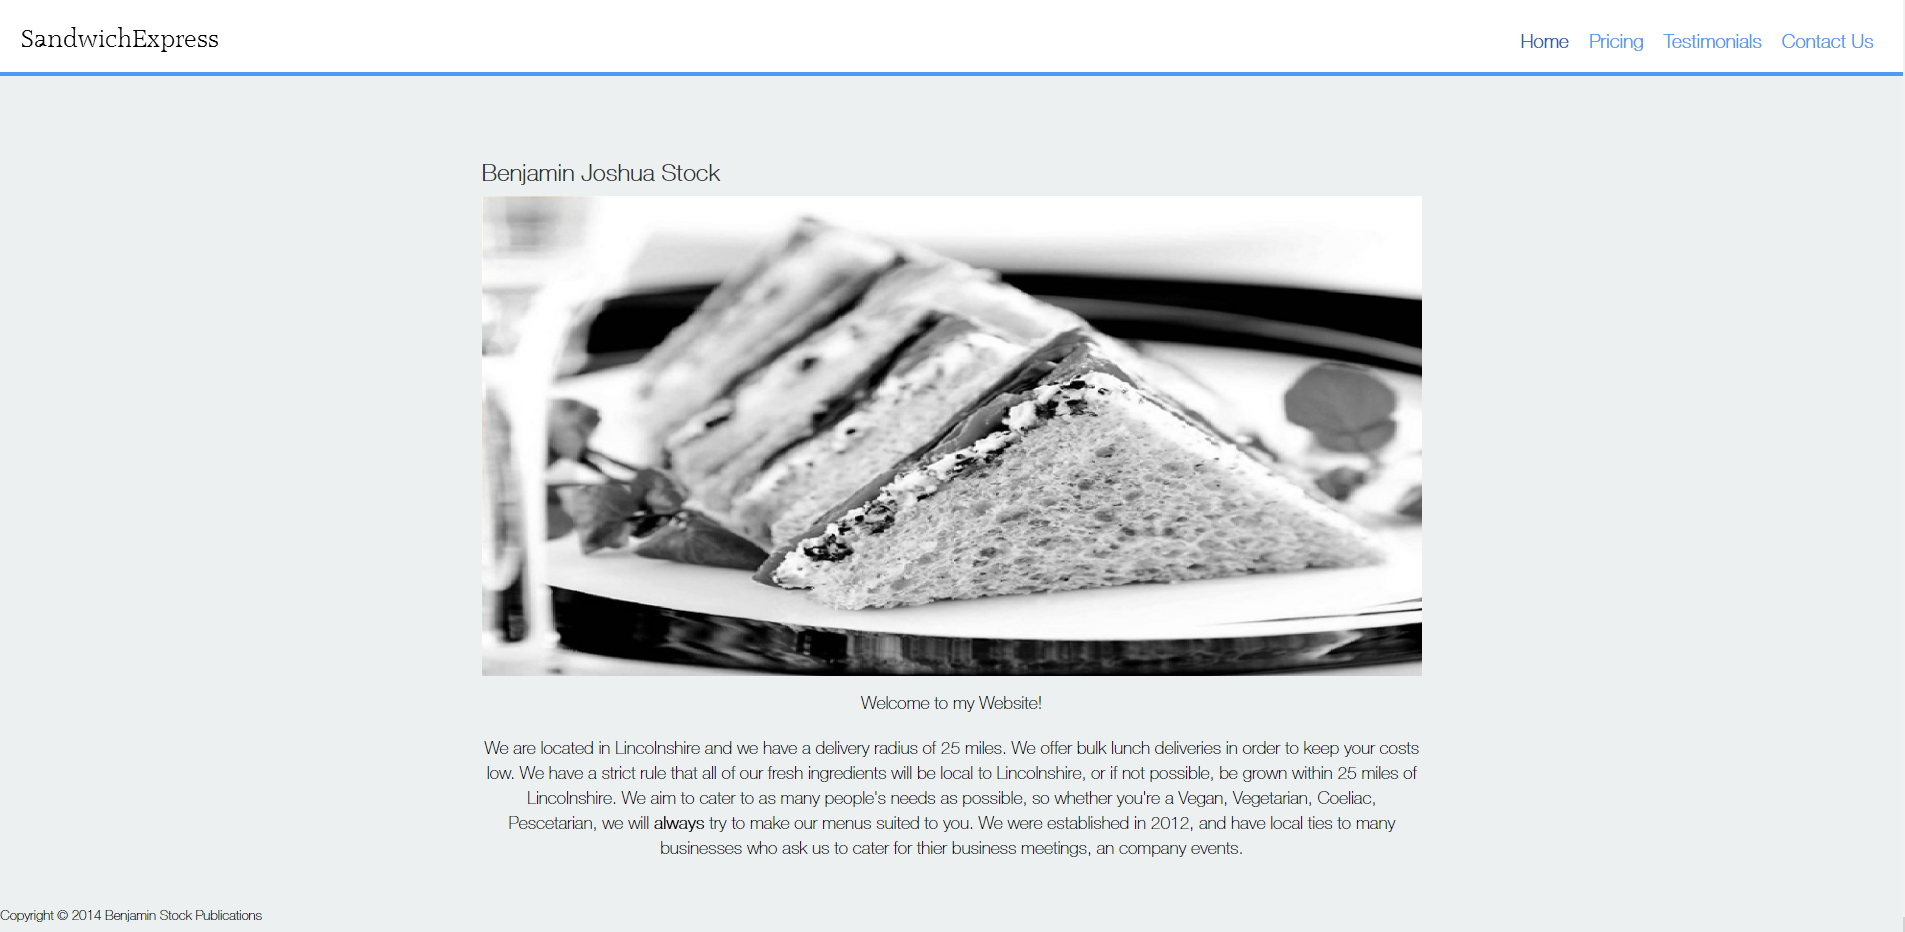 SandwichExpress
Home Pricing Testimonials Contact Us
Benjamin Joshua Stock
Welcome to my Website!
We are located in Lincolnshire and we have a delivery radius of 25 miles. We offer bulk lunch deliveries in order to keep your costs
low. We have a strict rule that all of our fresh ingredients will be local to Lincolnshire, or if not possible, be grown within 25 miles of
Lincolnshire. We aim to cater to as many people's needs as possible, so whether you're a Vegan, Vegetarian, Coeliac,
Pescetarian, we will always try to make our menus suited to you. We were established in 2012, and have local ties to many
businesses who ask us to cater for thier business meetings, an company events.
Copyright © 2014 Benjamin Stock Publications